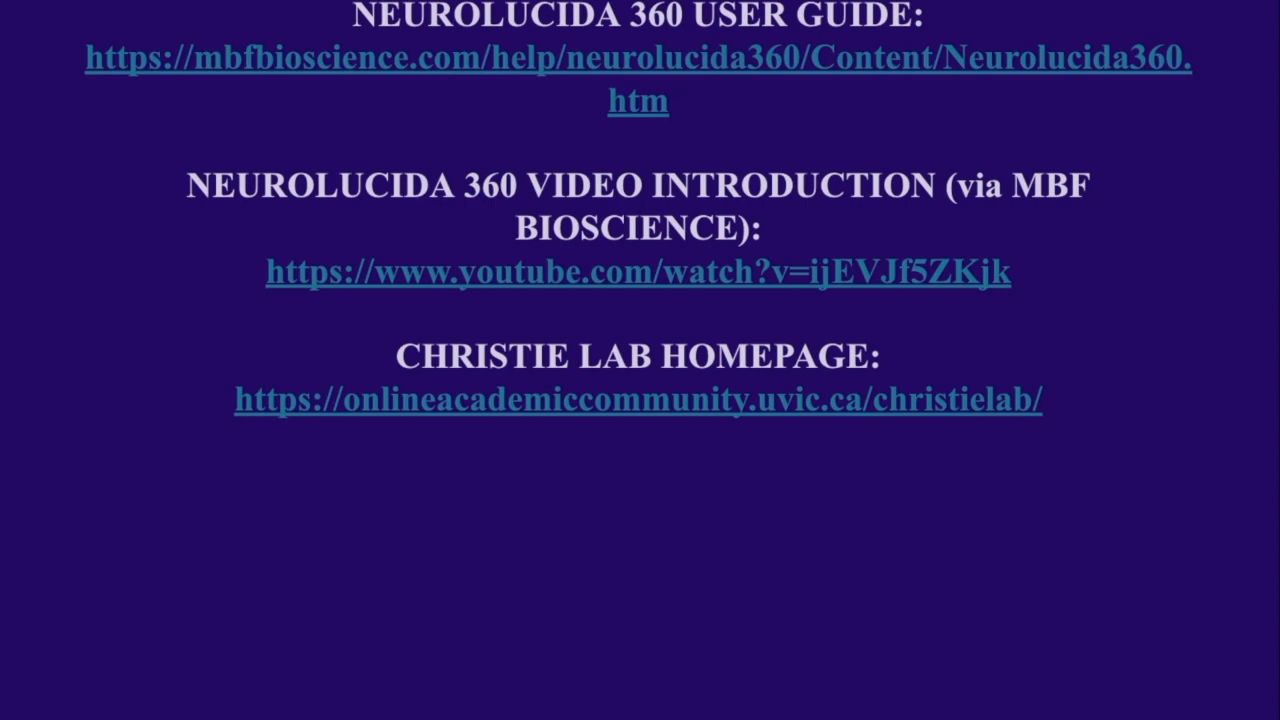 NEUROLUCIDA 360 USER GUIDE:
https://mbfbioscience.com/help/neurolucida360/Content/Neurolucida360.
htm
NEUROLUCIDA 360 VIDEO INTRODUCTION (via MBF
BIOSCIENCE):
https://www.youtube.com/watch?v=ijEVJf5ZKjk
CHRISTIE LAB HOMEPAGE:
https://onlineacademiccommunity.uvic.ca/christielab/